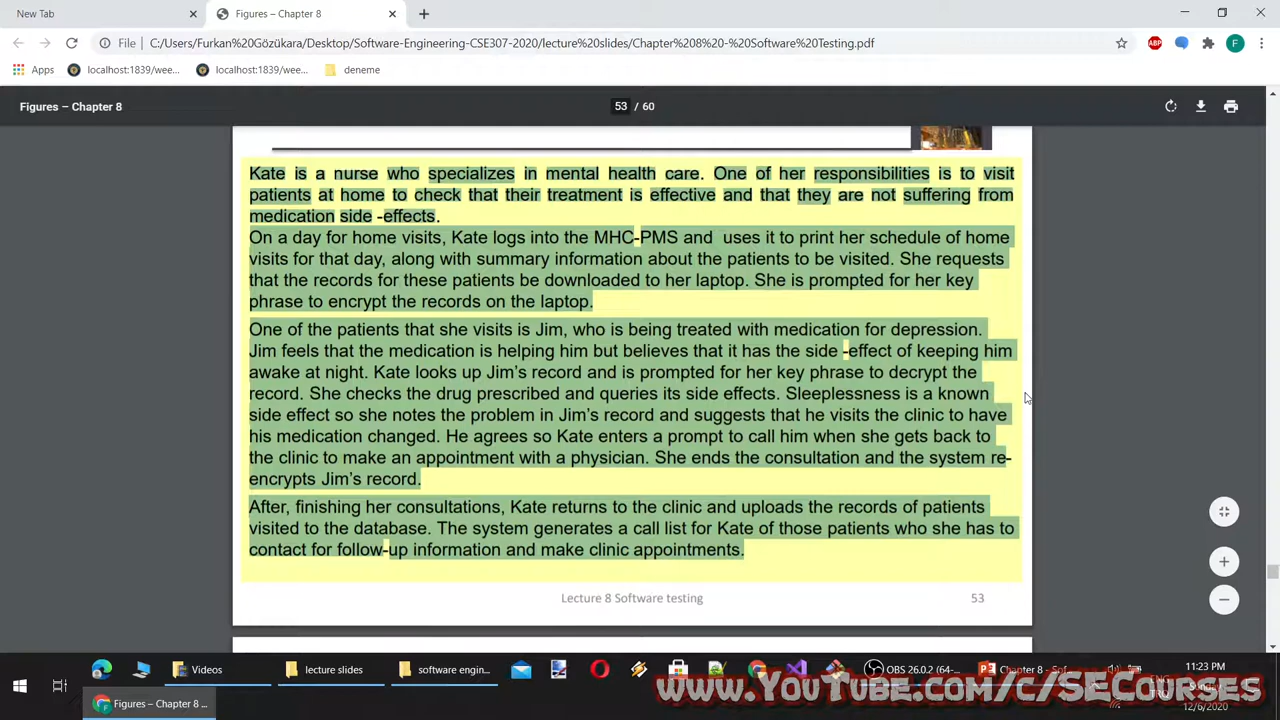 New Tab
Figures – Chapter 8
File
C:/Users/Furkan%20Gözükara/Desktop/Software-Engineering-CSE307-2020/lecture%20slides/Chapter%208%20-%20Software%20Testing.pdf
ABP
F
Apps
localhost:1839/wee...
localhost:1839/wee...
deneme
Figures – Chapter 8
53 / 60
Kate is a nurse who specializes in mental health care. One of her responsibilities is to visit
patients at home to check that their treatment is effective and that they are not suffering from
medication side -effects.
On a day for home visits, Kate logs into the MHC-PMS and  uses it to print her schedule of home
visits for that day, along with summary information about the patients to be visited. She requests
that the records for these patients be downloaded to her laptop. She is prompted for her key
phrase to encrypt the records on the laptop.
One of the patients that she visits is Jim, who is being treated with medication for depression.
Jim feels that the medication is helping him but believes that it has the side -effect of keeping him
awake at night. Kate looks up Jim’s record and is prompted for her key phrase to decrypt the
record. She checks the drug prescribed and queries its side effects. Sleeplessness is a known
side effect so she notes the problem in Jim’s record and suggests that he visits the clinic to have
his medication changed. He agrees so Kate enters a prompt to call him when she gets back to
the clinic to make an appointment with a physician. She ends the consultation and the system re-
encrypts Jim’s record.
After, finishing her consultations, Kate returns to the clinic and uploads the records of patients
visited to the database. The system generates a call list for Kate of those patients who she has to
contact for follow-up information and make clinic appointments.
Lecture 8 Software testing
53
Videos
lecture slides
software engin...
OBS 26.0.2 (64-...
Chapter 8 - Sof...
ENG
11:23 PM
TRQ
Sunday
12/6/2020
Figures – Chapter 8 ...
www.YouTube.com/c/SECourses